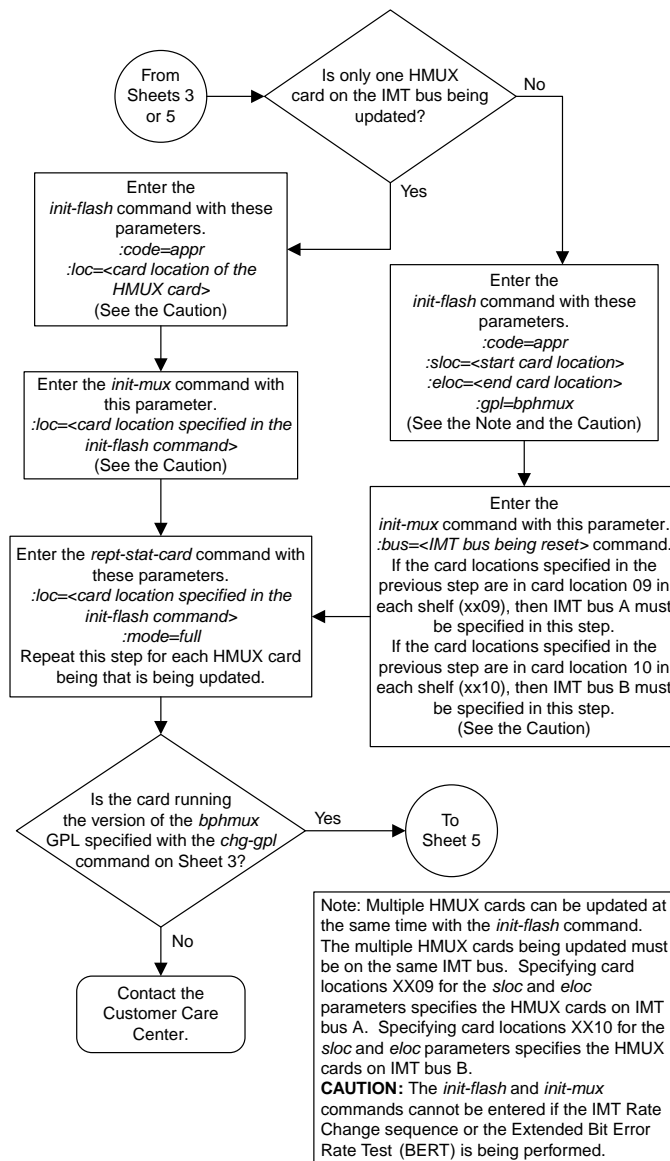 From
Sheets 3
or 5
Is only one HMUX
card on the IMT bus being
updated?
No
Yes
Enter the
init-flash command with these
parameters.
:code=appr
:loc=<card location of the
HMUX card>
(See the Caution)
Enter the init-mux command with
this parameter.
:loc=<card location specified in the
init-flash command>
(See the Caution)
Enter the
init-flash command with these
parameters.
:code=appr
:sloc=<start card location>
:eloc=<end card location>
:gpl=bphmux
(See the Note and the Caution)
Enter the
init-mux command with this parameter.
:bus=<IMT bus being reset> command.
If the card locations specified in the
previous step are in card location 09 in
each shelf (xx09), then IMT bus A must
be specified in this step.
If the card locations specified in the
previous step are in card location 10 in
each shelf (xx10), then IMT bus B must
be specified in this step.
(See the Caution)
Enter the rept-stat-card command with
these parameters.
:loc=<card location specified in the
init-flash command>
:mode=full
Repeat this step for each HMUX card
being that is being updated.
Is the card running
the version of the bphmux
GPL specified with the chg-gpl
command on Sheet 3?
Yes
To
Sheet 5
No
Contact the
Customer Care
Center.
Note: Multiple HMUX cards can be updated at
the same time with the init-flash command.
The multiple HMUX cards being updated must
be on the same IMT bus. Specifying card
locations XX09 for the sloc and eloc
parameters specifies the HMUX cards on IMT
bus A. Specifying card locations XX10 for the
sloc and eloc parameters specifies the HMUX
cards on IMT bus B.
CAUTION: The init-flash and init-mux
commands cannot be entered if the IMT Rate
Change sequence or the Extended Bit Error
Rate Test (BERT) is being performed.